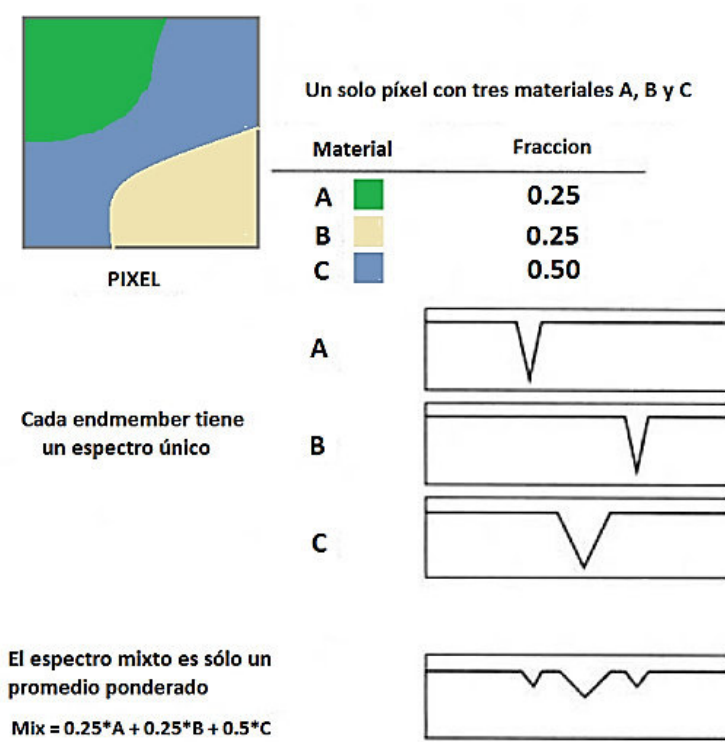 Un solo píxel con tres materiales A, B y C
Material Fraccion
A 0.25
B 0.25
C 0.50
PIXEL
A
Cada endmember tiene
un espectro único
B
C
El espectro mixto es sólo un
promedio ponderado
Mix = 0.25*A + 0.25*B + 0.5*C